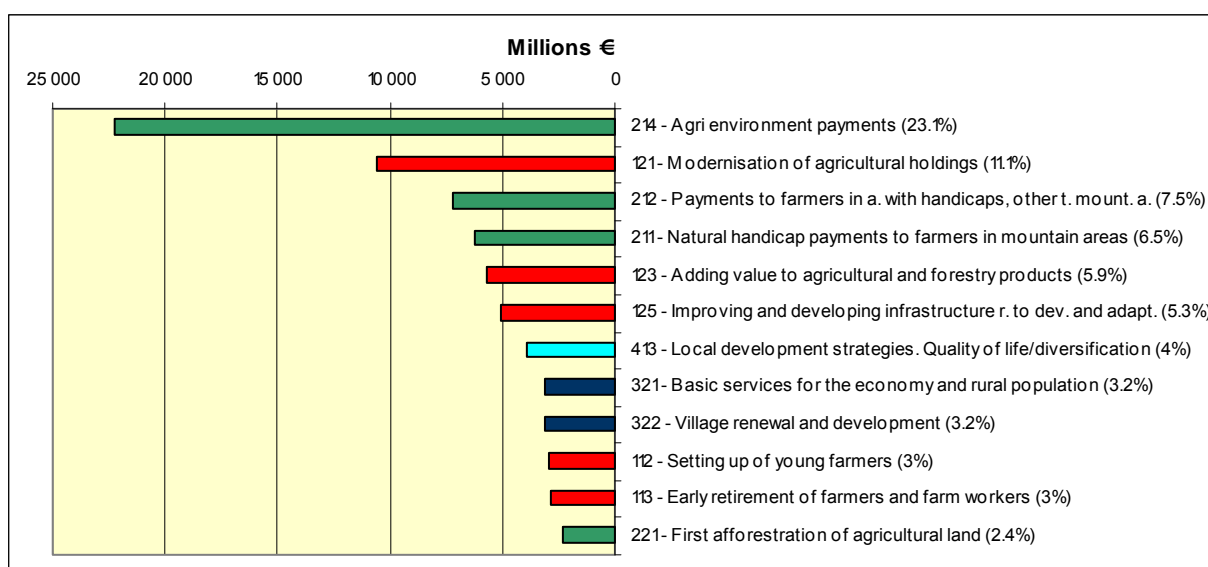 Millions €
25 000 20 000 15 000 10 000 5 000 0
214 - Agri environment payments (23.1%)
121- Modernisation of agricultural holdings (11.1%)
212 - Payments to farmers in a. with handicaps, other t. mount. a. (7.5%)
211- Natural handicap payments to farmers in mountain areas (6.5%)
123 - Adding value to agricultural and forestry products (5.9%)
125 - Improving and developing infrastructure r. to dev. and adapt. (5.3%)
413 - Local development strategies. Quality of life/diversification (4%)
321- Basic services for the economy and rural population (3.2%)
322 - Village renewal and development (3.2%)
112 - Setting up of young farmers (3%)
113 - Early retirement of farmers and farm workers (3%)
221- First afforestration of agricultural land (2.4%)